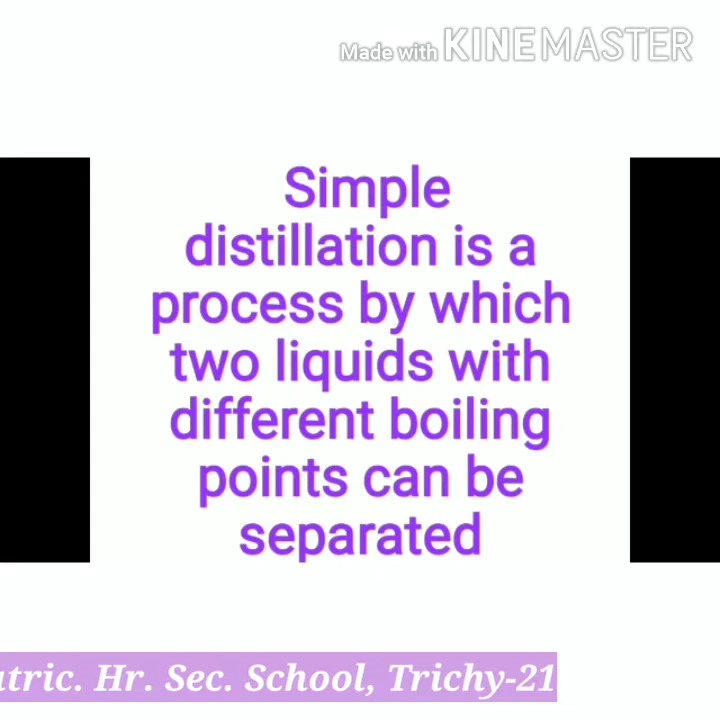 Made with KINEMASTER
Simple
distillation is a
process by which
two liquids with
different boiling
points can be
separated
Hr. Sec. School, Trichy-21